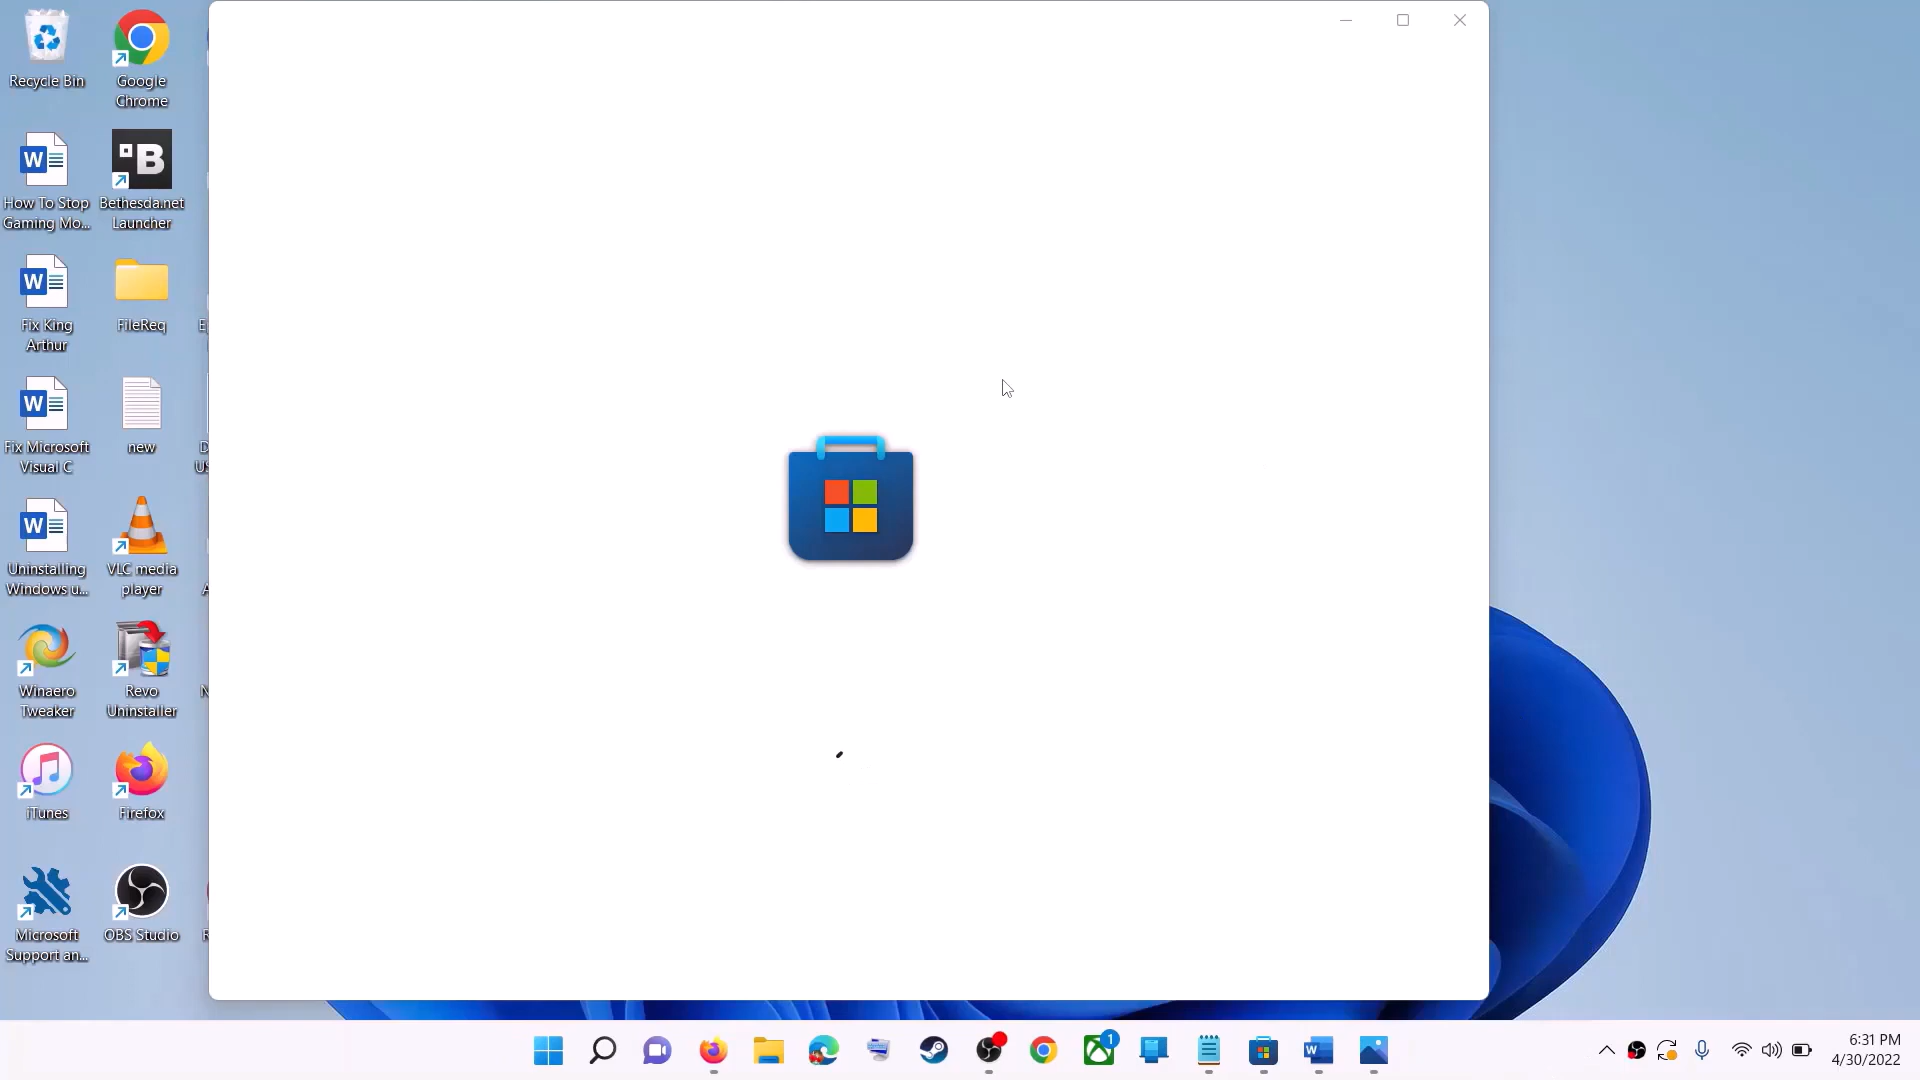 Recycle Bin
Google
Chrome
How To Stop
Gaming Mo...
Bethesda.net
Launcher
Fix King
Arthur
FileReq
Fix Microsoft
Visual C
new
Uninstalling
Windows u...
VLC media
player
Winaero
Tweaker
Revo
Uninstaller
iTunes
Firefox
Microsoft
Support an...
OBS Studio
1
6:31 PM
4/30/2022